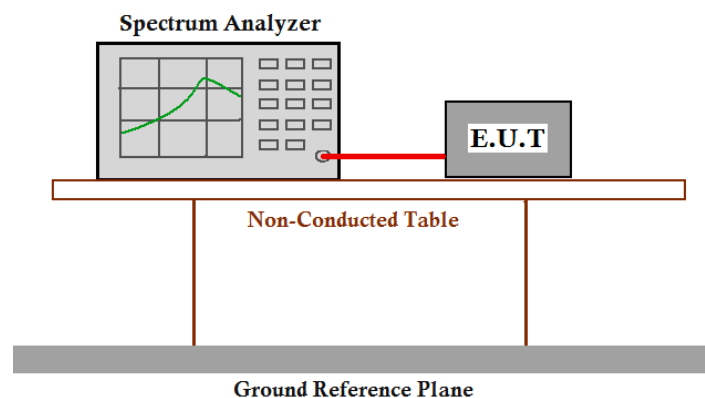 Spectrum Analyzer
E.U.T
Non-Conducted Table
Ground Reference Plane